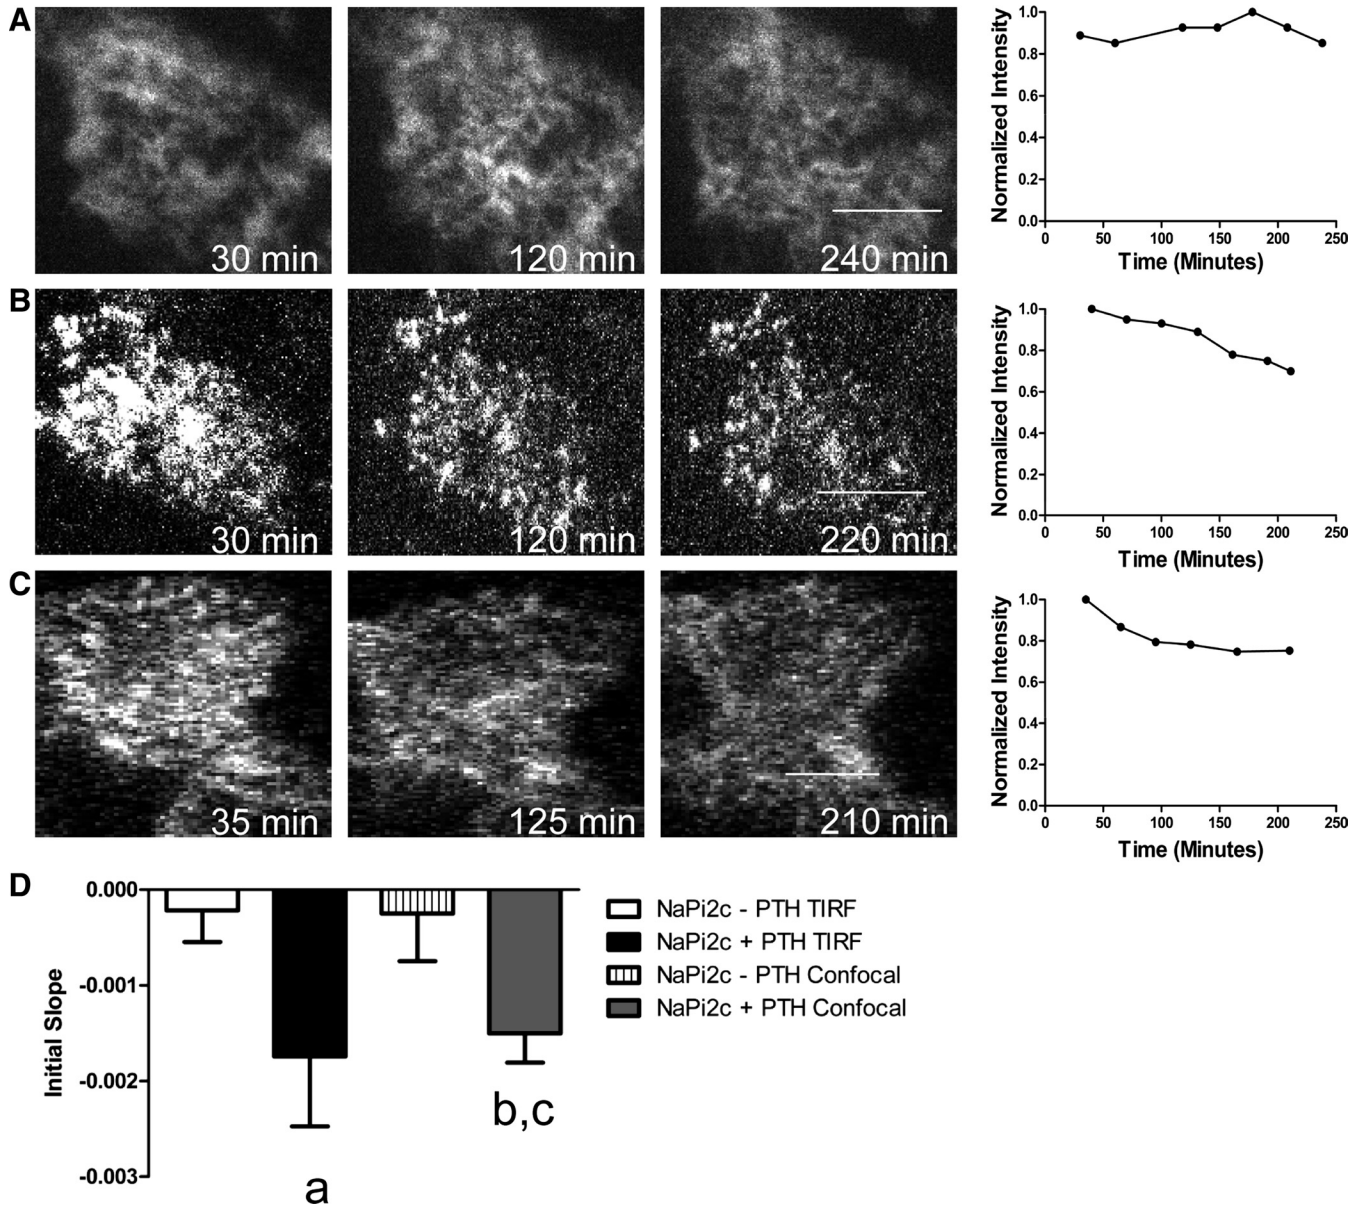 A
30 min
120 min
240 min
Normalized Intensity
1.0
0.8
0.6
0.4
0.2
0.0
0 50 100 150 200 250
Time (Minutes)
B
30 min
120 min
220 min
Normalized Intensity
1.0
0.8
0.6
0.4
0.2
0.0
0 50 100 150 200 250
Time (Minutes)
C
35 min
125 min
210 min
Normalized Intensity
1.0
0.8
0.6
0.4
0.2
0.0
0 50 100 150 200 250
Time (Minutes)
D
Initial Slope
0.000
-0.001
-0.002
-0.003
a
b,c
NaPi2c - PTH TIRF
NaPi2c + PTH TIRF
NaPi2c - PTH Confocal
NaPi2c + PTH Confocal